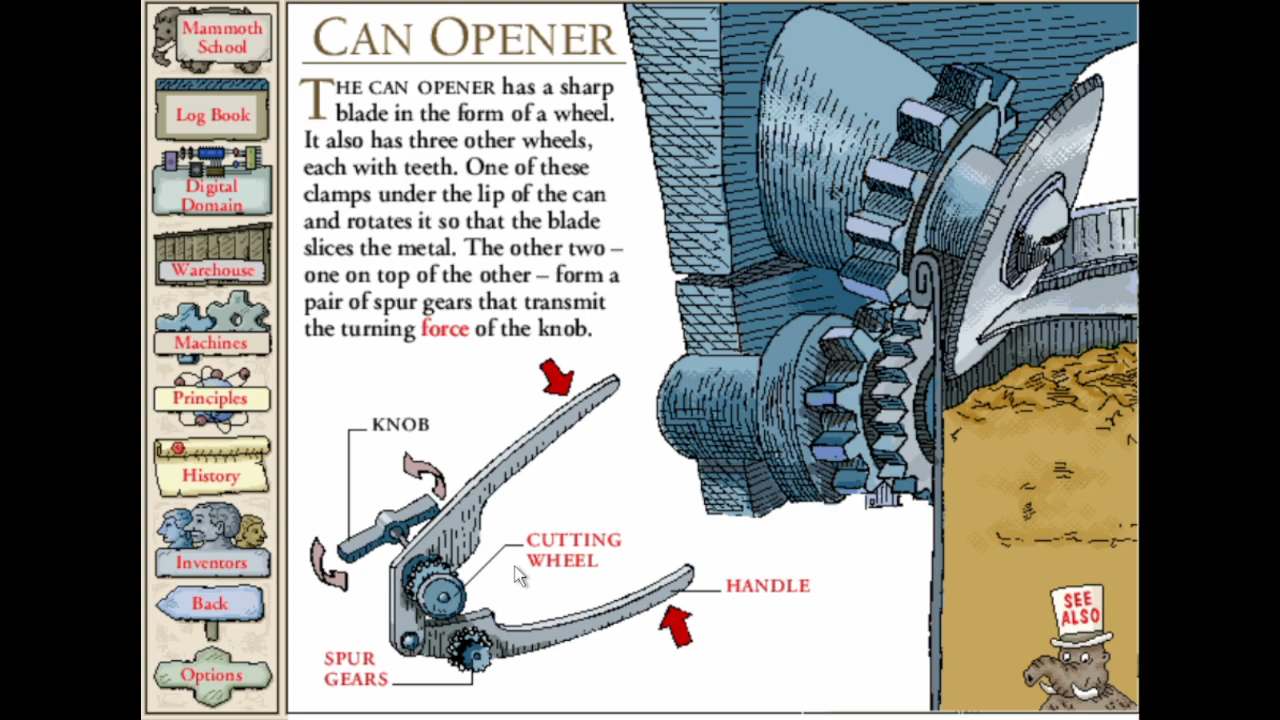 Mammoth
School
Log Book
Digital
Domain
Warehouse
Machines
Principles
History
Inventors
Back
Options
CAN OPENER
THE CAN OPENER has a sharp
blade in the form of a wheel.
It also has three other wheels,
each with teeth. One of these
clamps under the lip of the can
and rotates it so that the blade
slices the metal. The other two –
one on top of the other – form a
pair of spur gears that transmit
the turning force of the knob.
KNOB
CUTTING
WHEEL
HANDLE
SPUR
GEARS
SEE
ALSO